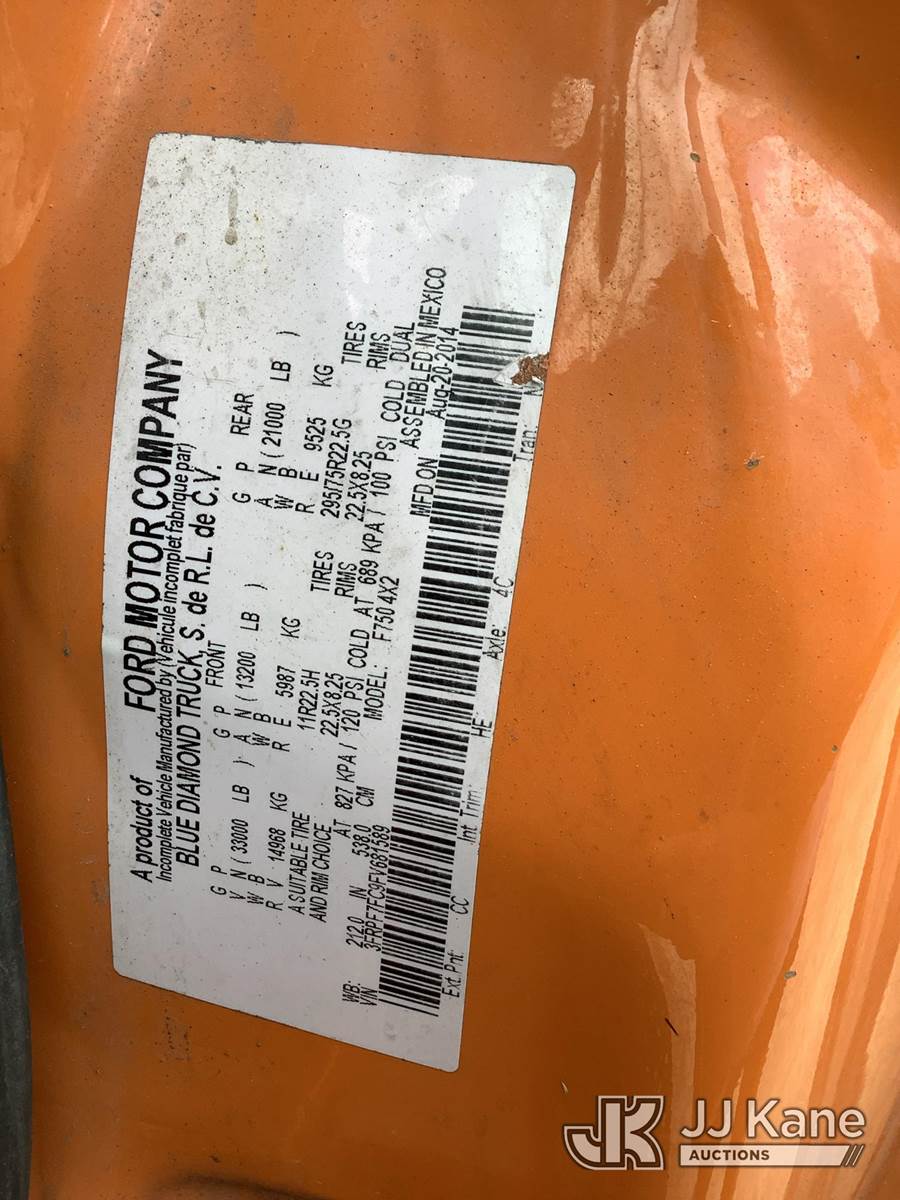 A product of
FORD MOTOR COMPANY
Incomplete Vehicle Manufactured by (Vehicule incomplet fabrique par)
BLUE DIAMOND TRUCK, S. de R.L. de C.V.
FRONT REAR
G P G P G P
V N ( 33000 LB ) A N ( 13200 LB ) A N ( 21000 LB )
W B W B W B
R V 14968 KG R E 5987 KG R E 9525 KG
A SUITABLE TIRE 11R22.5H TIRES 295/75R22.5G TIRES
AND RIM CHOICE 22.5X8.25 RIMS 22.5X8.25 RIMS
AT 827 KPA / 120 PSI COLD AT 689 KPA / 100 PSI COLD DUAL
WB: 212.0 IN 538.0 CM MODEL: F750 4X2 ASSEMBLED IN MEXICO
VIN 3FRPF7FC9FV681589 MFD ON Aug-20-2014
Ext. Pnt: CC Int Trim: HE Axle: 4C Tran
JK JJ Kane
AUCTIONS